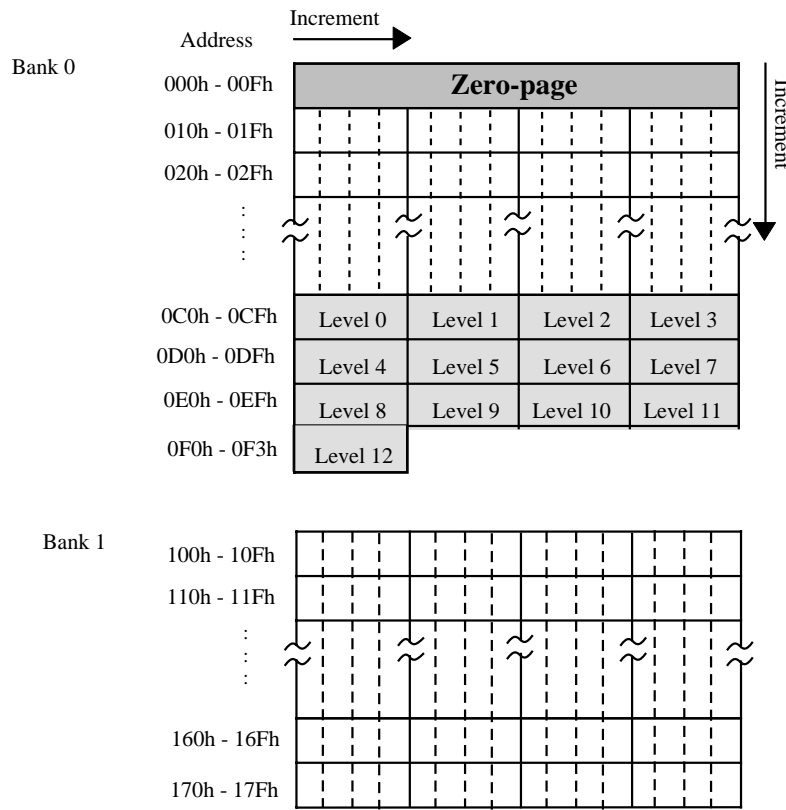 Increment
Address
Bank 0
000h - 00Fh Zero-page
Increment
010h - 01Fh
020h - 02Fh
0C0h - 0CFh Level 0 Level 1 Level 2 Level 3
0D0h - 0DFh Level 4 Level 5 Level 6 Level 7
0E0h - 0EFh Level 8 Level 9 Level 10 Level 11
0F0h - 0F3h Level 12
Bank 1
100h - 10Fh
110h - 11Fh
160h - 16Fh
170h - 17Fh